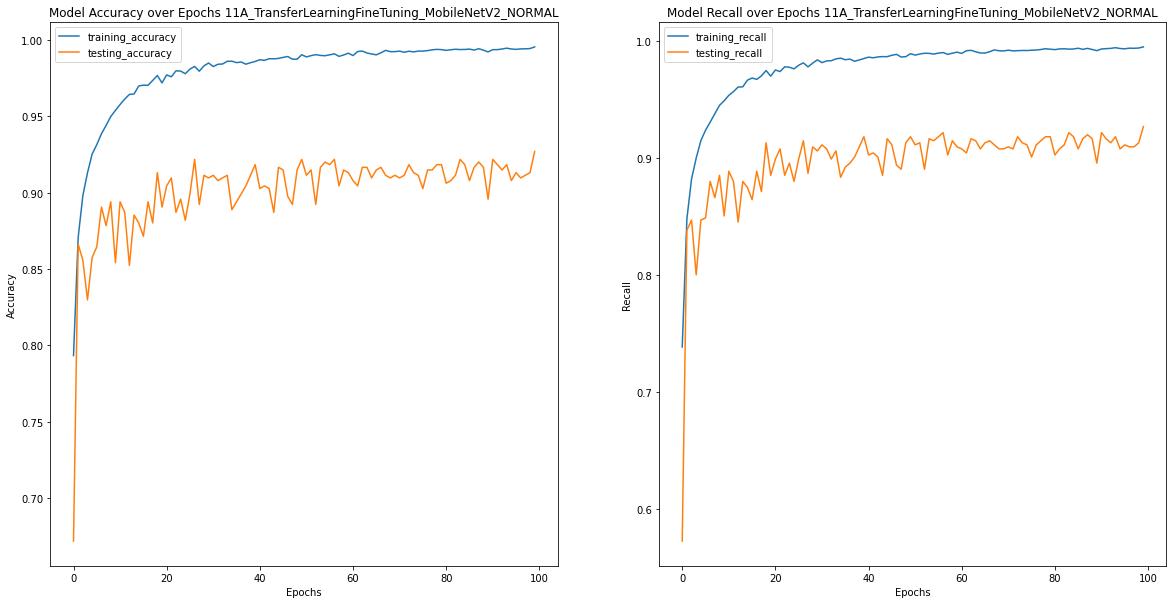 Model Accuracy over Epochs 11A_TransferLearningFineTuning_MobileNetV2_NORMAL
training_accuracy
testing_accuracy
1.00
0.95
0.90
0.85
0.80
0.75
0.70
Accuracy
0 20 40 60 80 100
Epochs
Model Recall over Epochs 11A_TransferLearningFineTuning_MobileNetV2_NORMAL
training_recall
testing_recall
1.0
0.9
0.8
0.7
0.6
Recall
0 20 40 60 80 100
Epochs